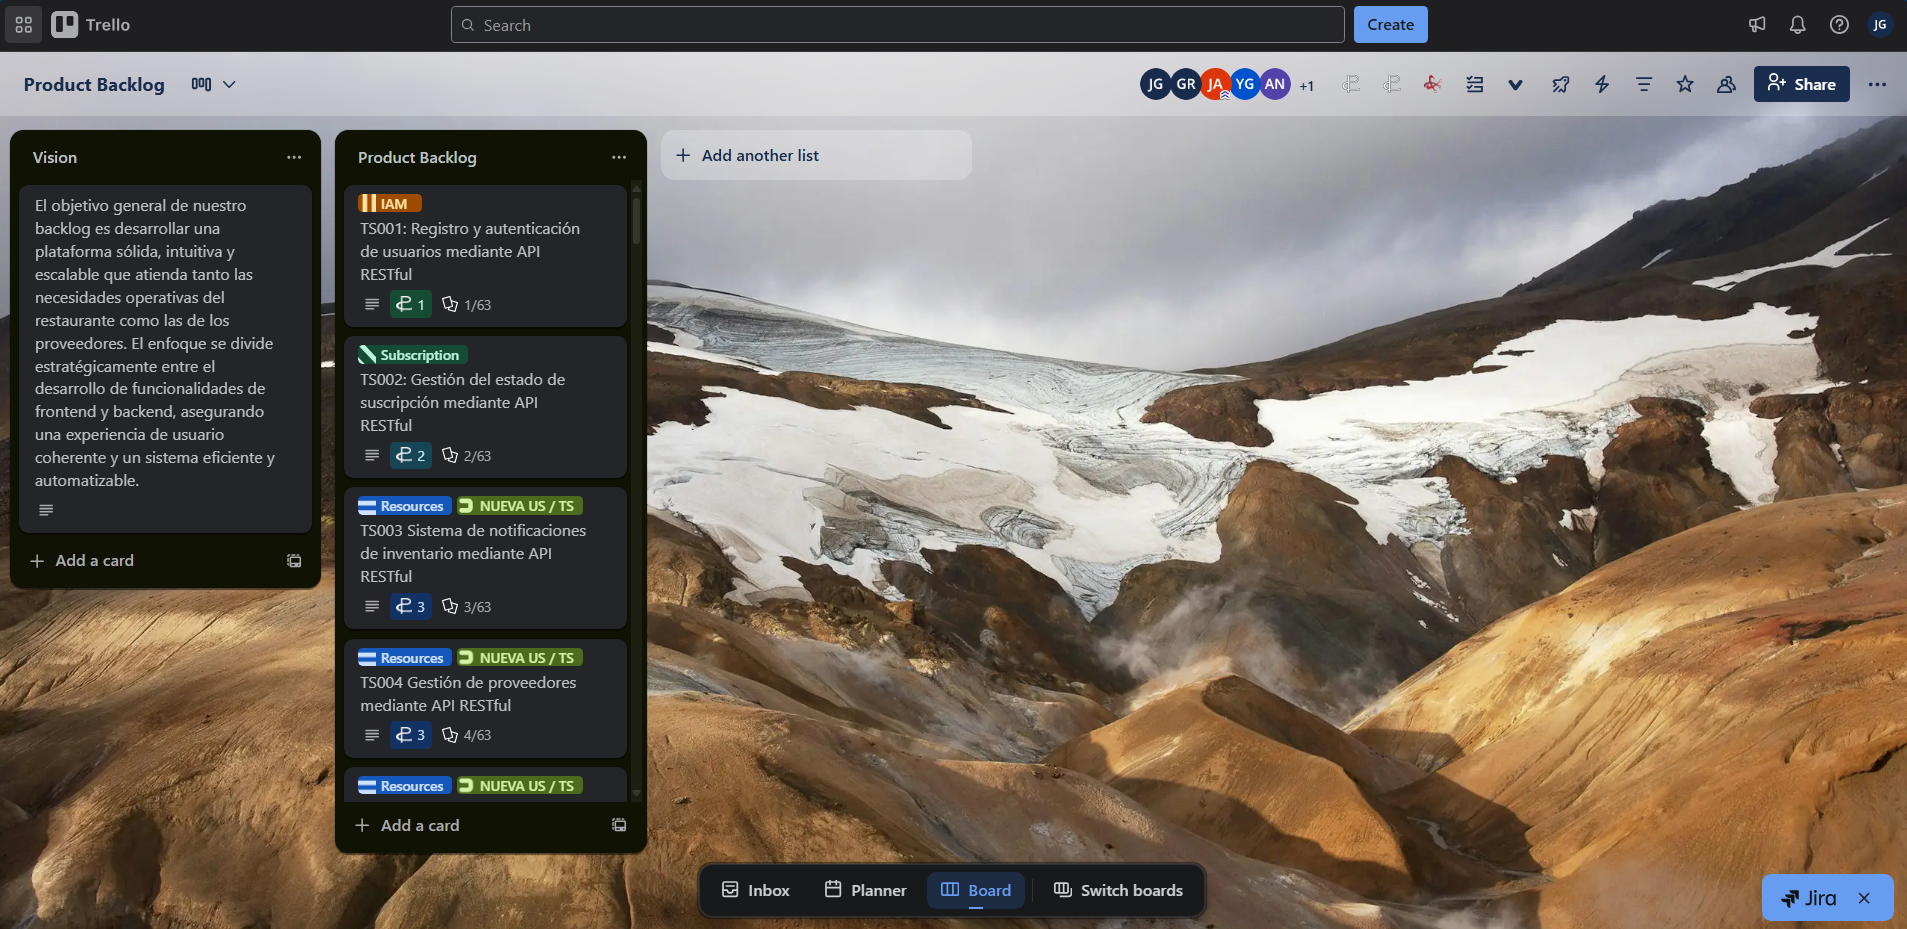 Trello
Search
Create
JG
Product Backlog
JG GR JA YG AN +1
Share
Vision
El objetivo general de nuestro
backlog es desarrollar una
plataforma sólida, intuitiva y
escalable que atienda tanto las
necesidades operativas del
restaurante como las de los
proveedores. El enfoque se divide
estratégicamente entre el
desarrollo de funcionalidades de
frontend y backend, asegurando
una experiencia de usuario
coherente y un sistema eficiente y
automatizable.
Add a card
Product Backlog
IAM
TS001: Registro y autenticación
de usuarios mediante API
RESTful
1 1/63
Subscription
TS002: Gestión del estado de
suscripción mediante API
RESTful
2 2/63
Resources NUEVA US / TS
TS003 Sistema de notificaciones
de inventario mediante API
RESTful
3 3/63
Resources NUEVA US / TS
TS004 Gestión de proveedores
mediante API RESTful
3 4/63
Resources NUEVA US / TS
Add a card
Add another list
Inbox
Planner
Board
Switch boards
Jira